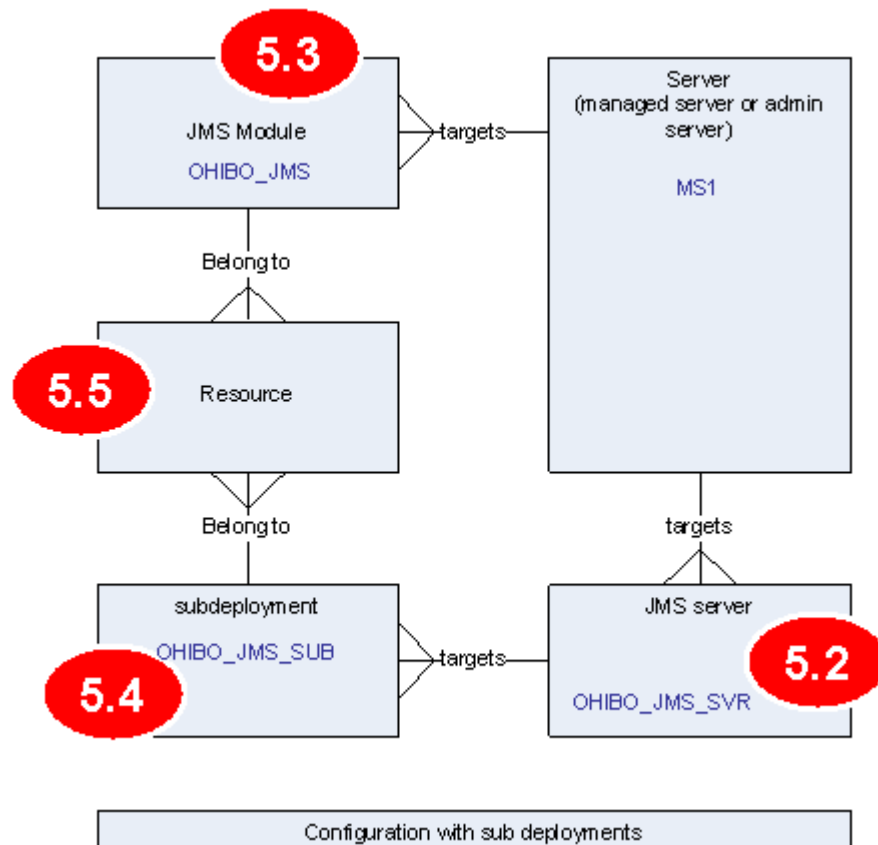 5.3
JMS Module
OHIBO_JMS
targets
Server
(managed server or admin
server)
MS1
Belong to
5.5
Resource
Belong to
targets
subdeployment
OHIBO_JMS_SUB
5.4
targets
JMS server
5.2
OHIBO_JMS_SVR
Configuration with sub deployments